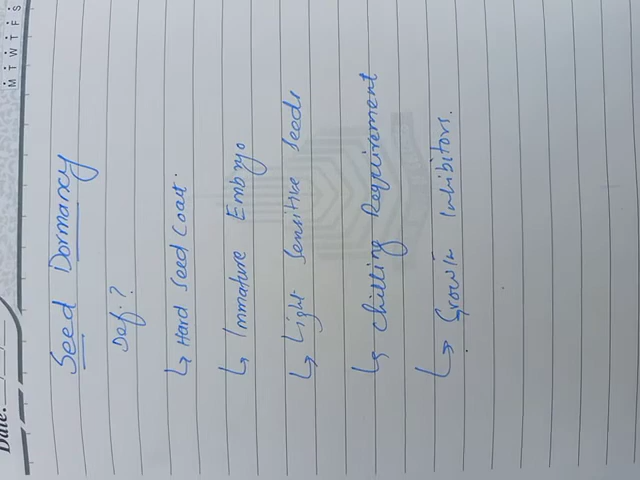 Date:
M T W T F S
Seed Dormancy
Def.?
↳ Hard seed coat.
↳ Immature Embryo
↳ Light sensitive seeds
↳ Chilling Requirement
↳ Growth Inhibitors.